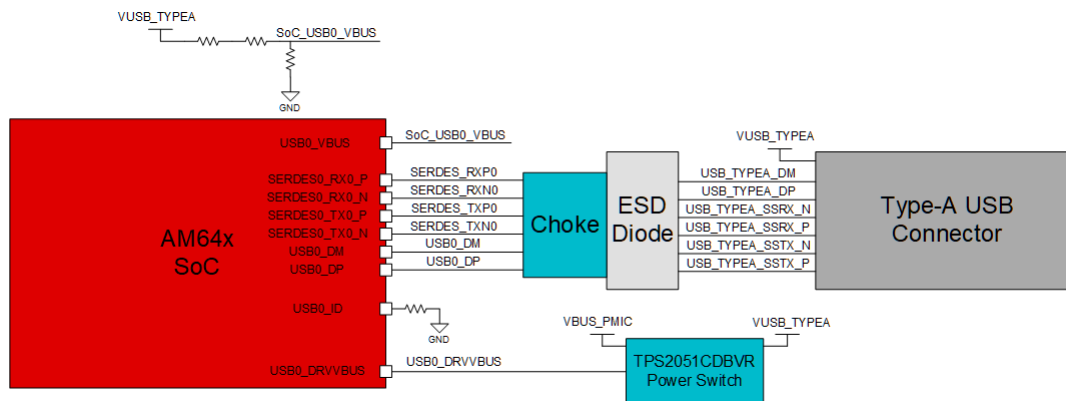 VUSB_TYPEA
SoC_USB0_VBUS
GND
USB0_VBUS
SoC_USB0_VBUS
SERDES0_RX0_P
SERDES0_RX0_N
SERDES0_TX0_P
SERDES0_TX0_N
USB0_DM
USB0_DP
AM64x
SoC
USB0_ID
GND
USB0_DRVVBUS
SERDES_RXP0
SERDES_RXN0
SERDES_TXP0
SERDES_TXN0
USB0_DM
USB0_DP
Choke
ESD
Diode
VUSB_TYPEA
USB_TYPEA_DM
USB_TYPEA_DP
USB_TYPEA_SSRX_N
USB_TYPEA_SSRX_P
USB_TYPEA_SSTX_N
USB_TYPEA_SSTX_P
Type-A USB
Connector
VBUS_PMIC
VUSB_TYPEA
USB0_DRVVBUS
TPS2051CDBVR
Power Switch